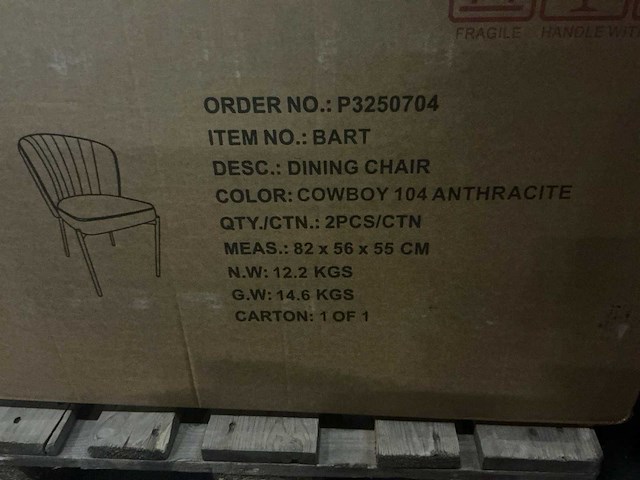 FRAGILE HANDLE WITH
ORDER NO.: P3250704
ITEM NO.: BART
DESC.: DINING CHAIR
COLOR: COWBOY 104 ANTHRACITE
QTY./CTN.: 2PCS/CTN
MEAS.: 82 x 56 x 55 CM
N.W: 12.2 KGS
G.W: 14.6 KGS
CARTON: 1 OF 1